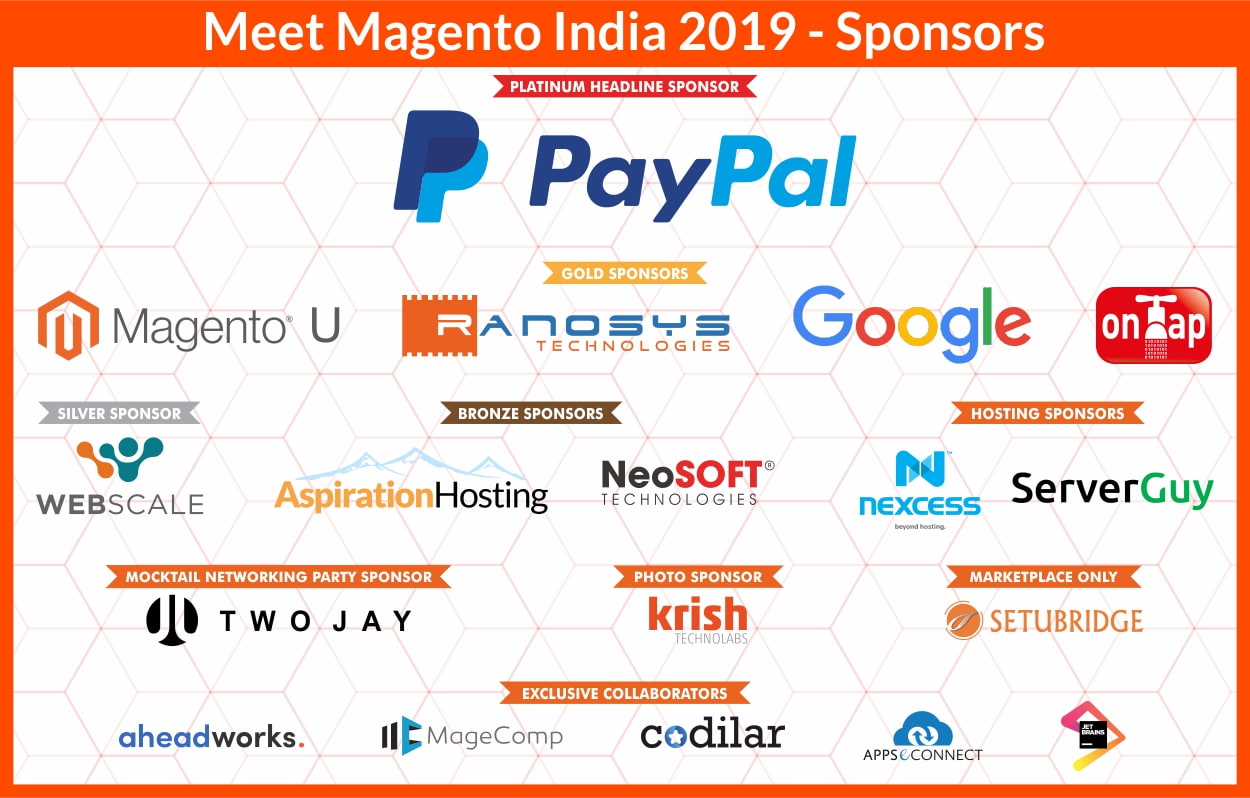 Meet Magento India 2019 - Sponsors
PLATINUM HEADLINE SPONSOR
PayPal
GOLD SPONSORS
Magento® U
RANOSYS
TECHNOLOGIES
Google
on tap
SILVER SPONSOR
WEBSCALE
BRONZE SPONSORS
AspirationHosting
NeoSOFT®
TECHNOLOGIES
HOSTING SPONSORS
NEXCESS
beyond hosting.
ServerGuy
MOCKTAIL NETWORKING PARTY SPONSOR
TWO JAY
PHOTO SPONSOR
krish
TECHNOLABS
MARKETPLACE ONLY
SETUBRIDGE
EXCLUSIVE COLLABORATORS
aheadworks.
MageComp
codilar
APPSeCONNECT
JET
BRAINS